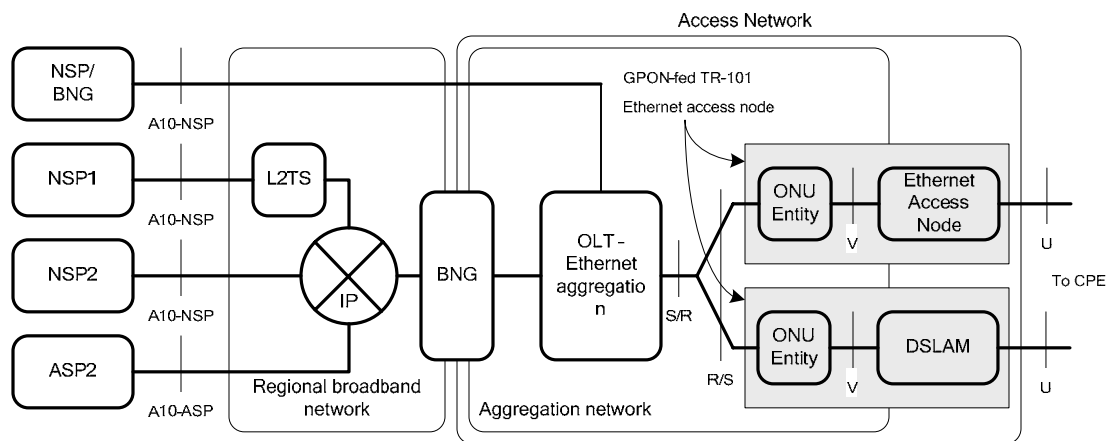 Access Network
NSP/
BNG
A10-NSP
GPON-fed TR-101
Ethernet access node
NSP1
A10-NSP
L2TS
NSP2
A10-NSP
IP
BNG
OLT –
Ethernet
aggregatio
n
S/R
R/S
ONU
Entity
V
Ethernet
Access
Node
U
To CPE
ASP2
A10-ASP
ONU
Entity
V
DSLAM
U
Regional broadband
network
Aggregation network